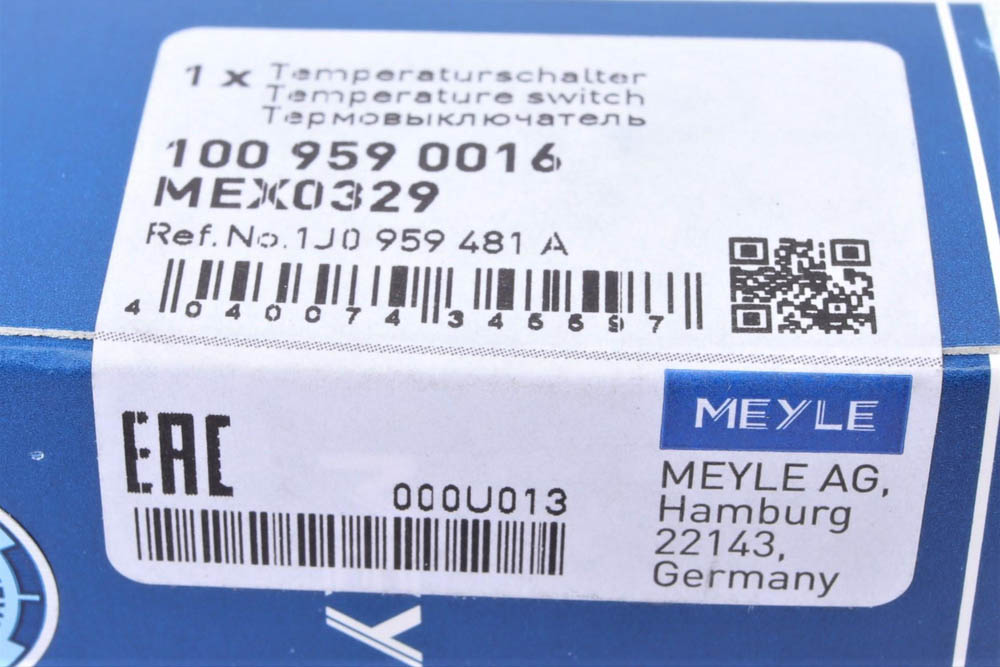 1 x Temperaturschalter
Temperature switch
Термовыключатель
100 959 0016
MEX0329
Ref.No.1J0 959 481 A
4 040074 345597
EAC
000U013
MEYLE
MEYLE AG,
Hamburg
22143,
Germany